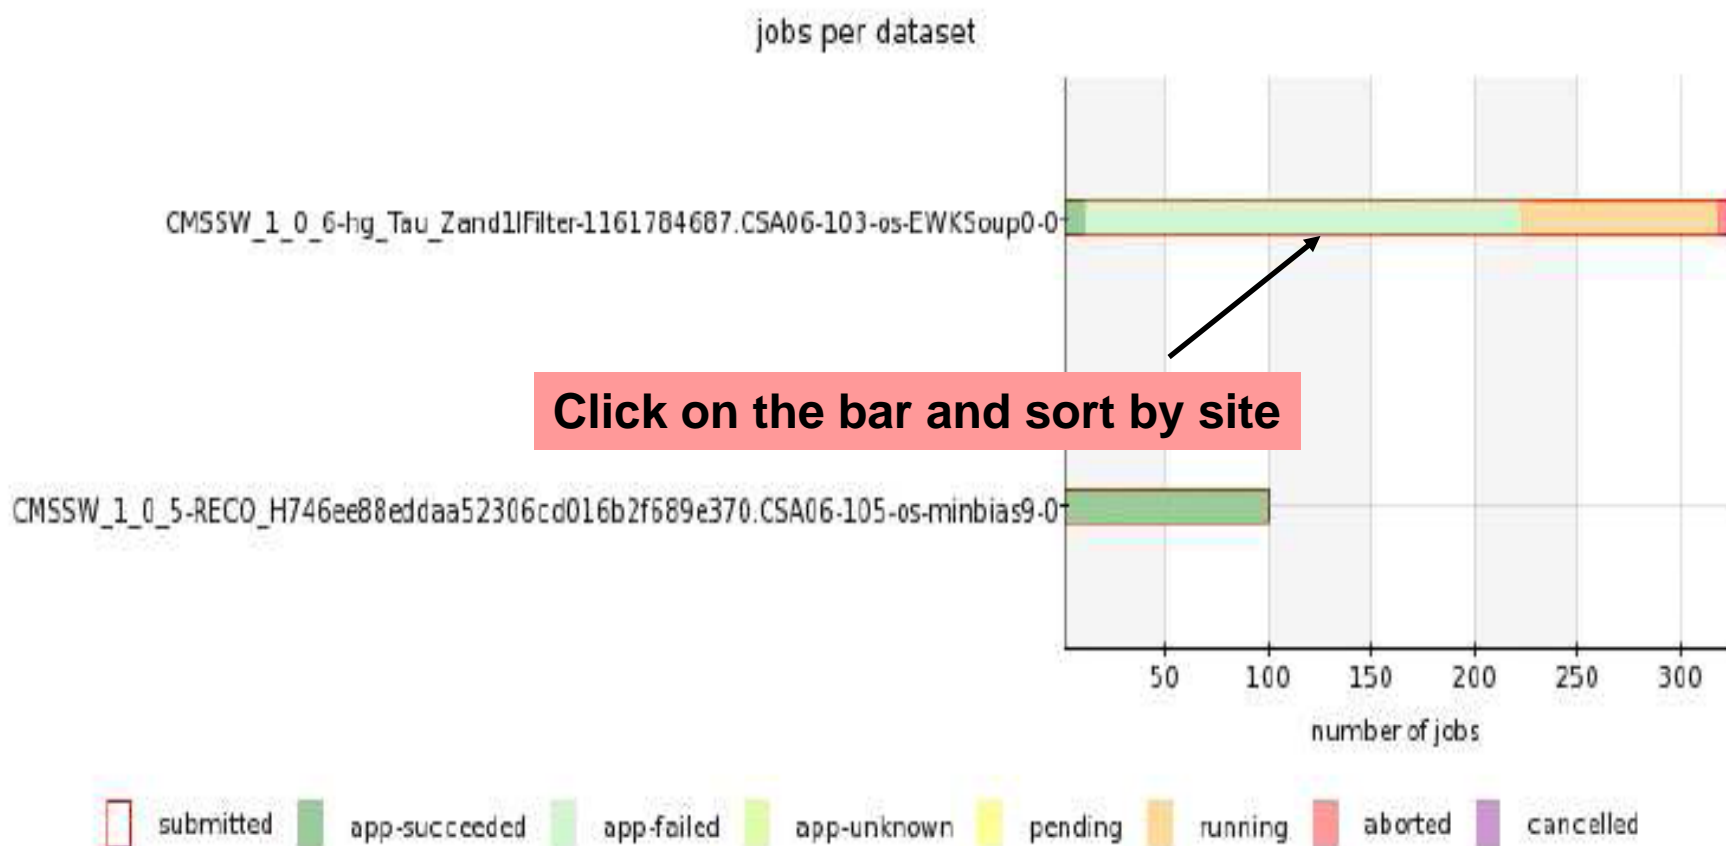 jobs per dataset
CMSSW_1_0_6-hg_Tau_Zand1lFilter-1161784687.CSA06-103-os-EWKSoup0-0
Click on the bar and sort by site
CMSSW_1_0_5-RECO_H746ee88eddaa52306cd016b2f689e370.CSA06-105-os-minbias9-0
50 100 150 200 250 300
number of jobs
submitted app-succeeded app-failed app-unknown pending running aborted cancelled